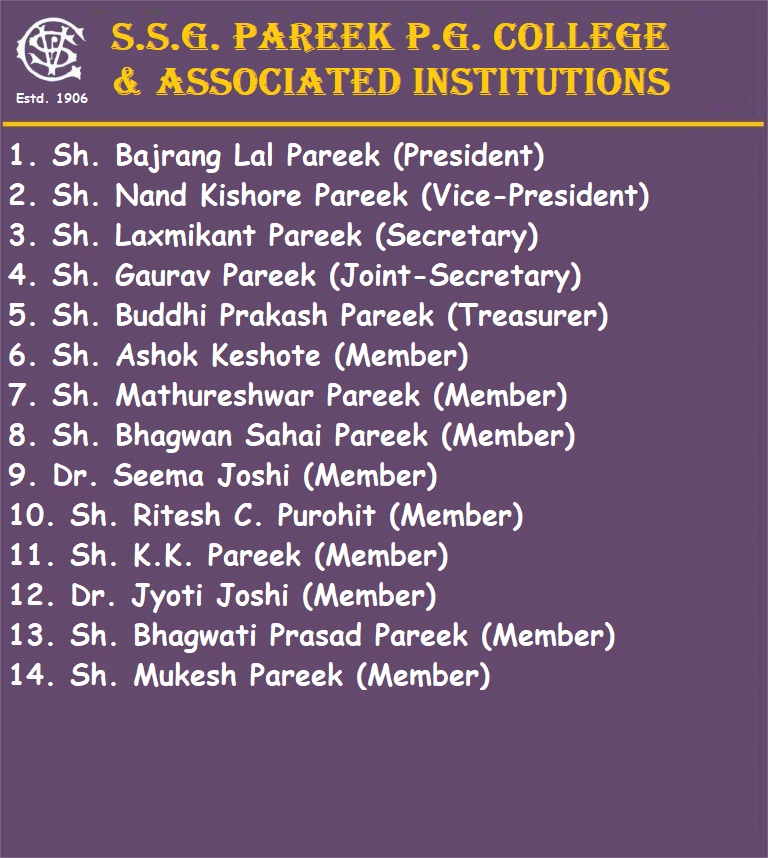 S.S.G. PAREEK P.G. COLLEGE
& ASSOCIATED INSTITUTIONS
Estd. 1906
1. Sh. Bajrang Lal Pareek (President)
2. Sh. Nand Kishore Pareek (Vice-President)
3. Sh. Laxmikant Pareek (Secretary)
4. Sh. Gaurav Pareek (Joint-Secretary)
5. Sh. Buddhi Prakash Pareek (Treasurer)
6. Sh. Ashok Keshote (Member)
7. Sh. Mathureshwar Pareek (Member)
8. Sh. Bhagwan Sahai Pareek (Member)
9. Dr. Seema Joshi (Member)
10. Sh. Ritesh C. Purohit (Member)
11. Sh. K.K. Pareek (Member)
12. Dr. Jyoti Joshi (Member)
13. Sh. Bhagwati Prasad Pareek (Member)
14. Sh. Mukesh Pareek (Member)